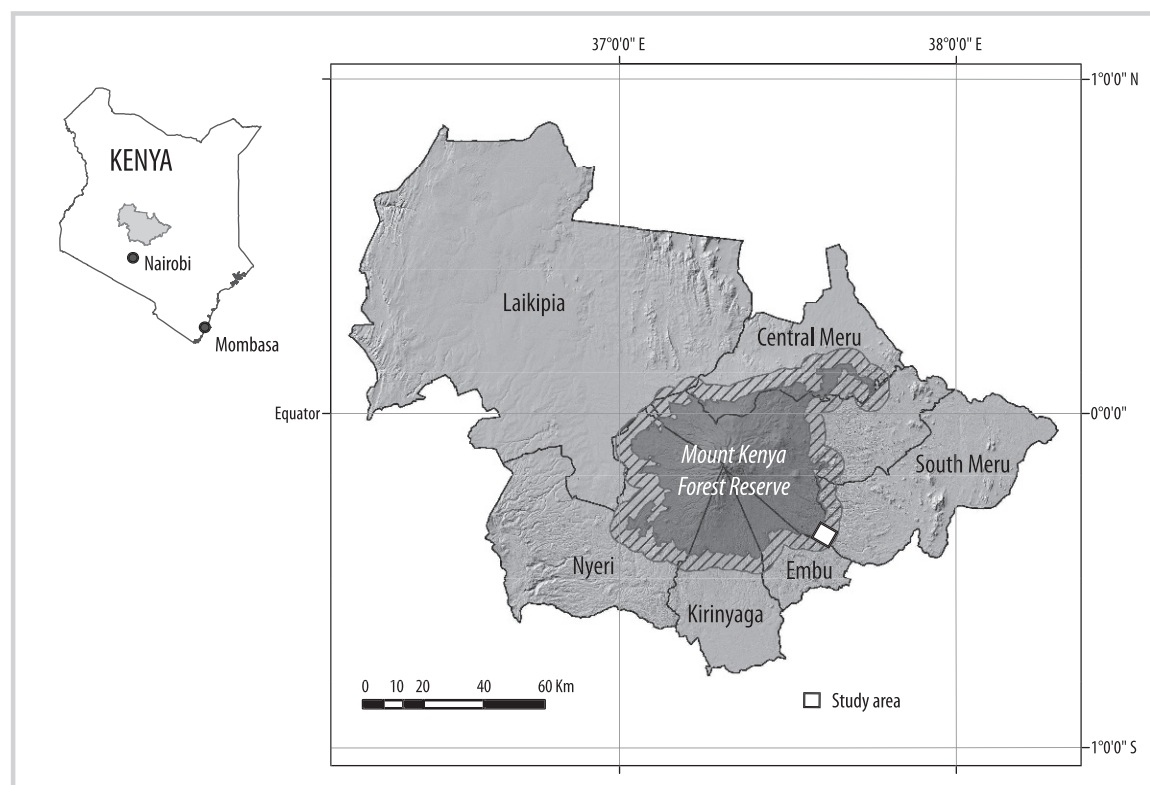 37°0'0" E
38°0'0" E
1°0'0" N
KENYA
Nairobi
Mombasa
Laikipia
Central Meru
Equator
0°0'0"
Mount Kenya
Forest Reserve
South Meru
Nyeri
Embu
Kirinyaga
0 10 20 40 60 Km
Study area
1°0'0" S